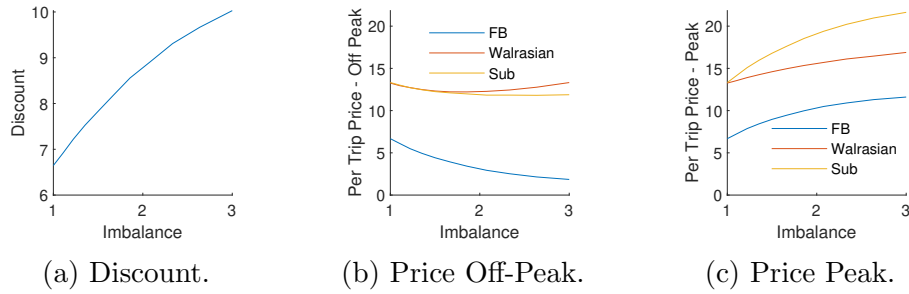 10
9
8
7
6
Discount
1
2
3
Imbalance
(a) Discount.
20
15
10
5
0
Per Trip Price - Off Peak
FB
Walrasian
Sub
1
2
3
Imbalance
(b) Price Off-Peak.
20
15
10
5
0
Per Trip Price - Peak
FB
Walrasian
Sub
1
2
3
Imbalance
(c) Price Peak.